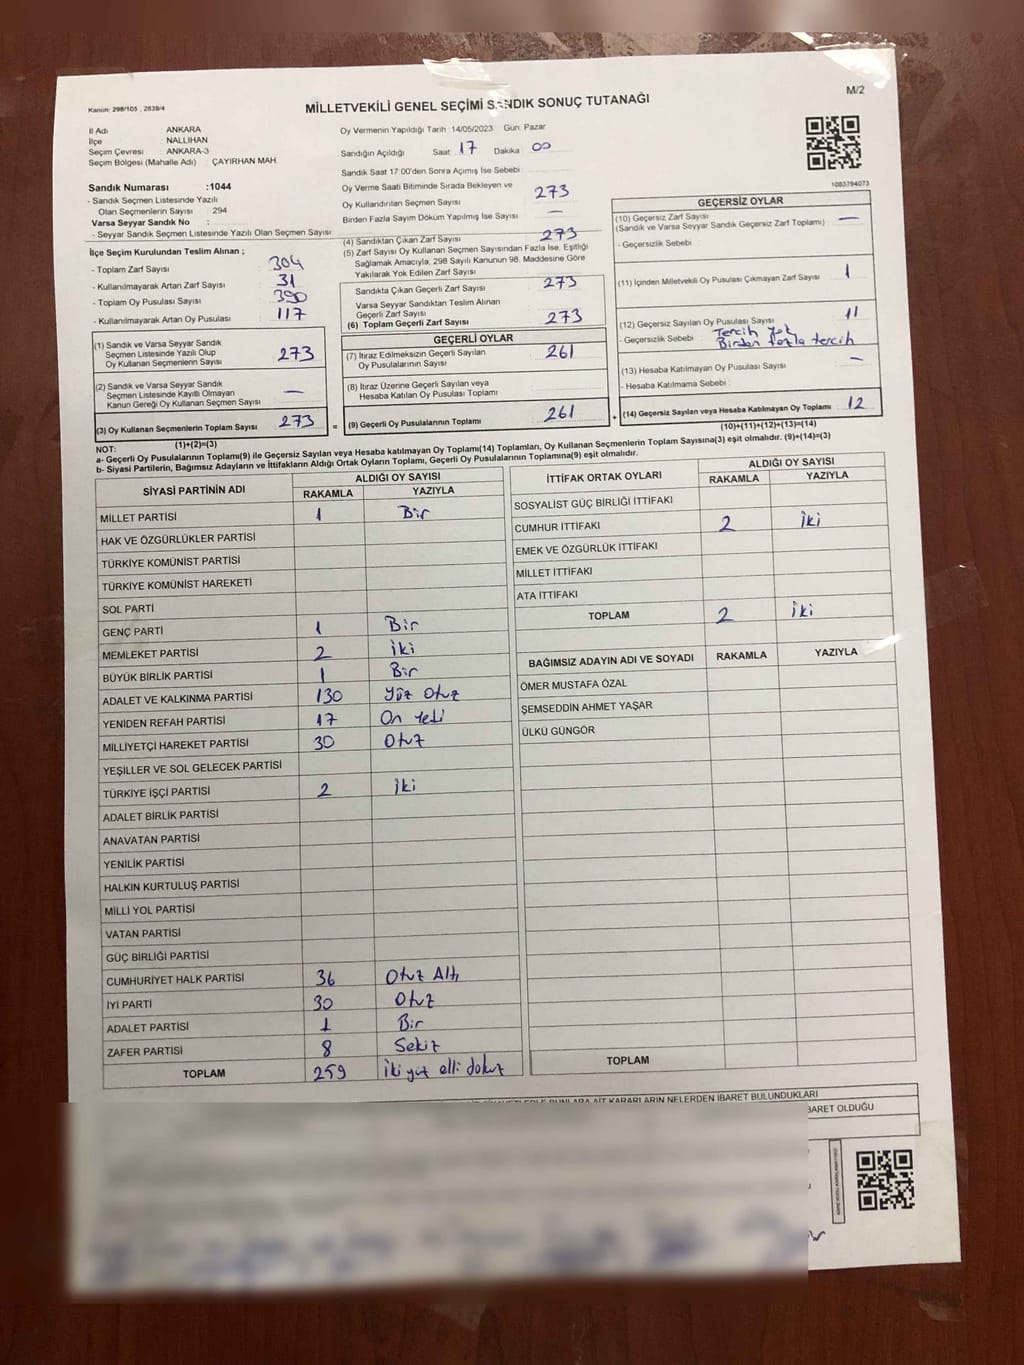 Kanun: 298/105 , 2839/4
MİLLETVEKİLİ GENEL SEÇİMİ SANDIK SONUÇ TUTANAĞI
M/2
İl Adı ANKARA
İlçe NALLIHAN
Seçim Çevresi : ANKARA-3
Seçim Bölgesi (Mahalle Adı) : ÇAYIRHAN MAH.
Sandık Numarası :1044
- Sandık Seçmen Listesinde Yazılı
Olan Seçmenlerin Sayısı : 294
Varsa Seyyar Sandık No :
- Seyyar Sandık Seçmen Listesinde Yazılı Olan Seçmen Sayısı :
Oy Vermenin Yapıldığı Tarih 14/05/2023 Gün: Pazar
Sandığın Açıldığı Saat: 17 Dakika 00
Sandık Saat 17:00'den Sonra Açımış İse Sebebi :
Oy Verme Saati Bitiminde Sırada Bekleyen ve
Oy Kullandırılan Seçmen Sayısı : 273
Birden Fazla Sayım Döküm Yapılmış İse Sayısı : —
1083794073
İlçe Seçim Kurulundan Teslim Alınan ;
- Toplam Zarf Sayısı : 304
- Kullanılmayarak Artan Zarf Sayısı : 31
- Toplam Oy Pusulası Sayısı : 390
- Kullanılmayarak Artan Oy Pusulası : 117
(1) Sandık ve Varsa Seyyar Sandık
Seçmen Listesinde Yazılı Olup
Oy Kullanan Seçmenlerin Sayısı : 273
(2) Sandık ve Varsa Seyyar Sandık
Seçmen Listesinde Kayıtlı Olmayan
Kanun Gereği Oy Kullanan Seçmen Sayısı : —
(3) Oy Kullanan Seçmenlerin Toplam Sayısı : 273
(1)+(2)=(3)
(4) Sandıktan Çıkan Zarf Sayısı : 273
(5) Zarf Sayısı Oy Kullanan Seçmen Sayısından Fazla İse, Eşitliği
Sağlamak Amacıyla, 298 Sayılı Kanunun 98. Maddesine Göre
Yakılarak Yok Edilen Zarf Sayısı :
Sandıkta Çıkan Geçerli Zarf Sayısı : 273
Varsa Seyyar Sandıktan Teslim Alınan
Geçerli Zarf Sayısı :
(6) Toplam Geçerli Zarf Sayısı : 273
GEÇERLİ OYLAR
(7) İtiraz Edilmeksizin Geçerli Sayılan
Oy Pusulalarının Sayısı : 261
(8) İtiraz Üzerine Geçerli Sayılan veya
Hesaba Katılan Oy Pusulası Toplamı :
= (9) Geçerli Oy Pusulalarının Toplamı : 261
GEÇERSİZ OYLAR
(10) Geçersiz Zarf Sayısı : —
(Sandık ve Varsa Seyyar Sandık Geçersiz Zarf Toplamı)
- Geçersizlik Sebebi :
(11) İçinden Milletvekili Oy Pusulası Çıkmayan Zarf Sayısı : 1
(12) Geçersiz Sayılan Oy Pusulası Sayısı : 11
- Geçersizlik Sebebi : Tercih yok
Birden fazla tercih
(13) Hesaba Katılmayan Oy Pusulası Sayısı : —
- Hesaba Katılmama Sebebi :
+ (14) Geçersiz Sayılan veya Hesaba Katılmayan Oy Toplamı : 12
(10)+(11)+(12)+(13)=(14)
NOT:
a- Geçerli Oy Pusulalarının Toplamı(9) ile Geçersiz Sayılan veya Hesaba katılmayan Oy Toplamı(14) Toplamları, Oy Kullanan Seçmenlerin Toplam Sayısına(3) eşit olmalıdır. (9)+(14)=(3)
b- Siyasi Partilerin, Bağımsız Adayların ve İttifakların Aldığı Ortak Oyların Toplamı, Geçerli Oy Pusulalarının Toplamına(9) eşit olmalıdır.
SİYASİ PARTİNİN ADI ALDIĞI OY SAYISI
RAKAMLA YAZIYLA
MİLLET PARTİSİ 1 Bir
HAK VE ÖZGÜRLÜKLER PARTİSİ
TÜRKİYE KOMÜNİST PARTİSİ
TÜRKİYE KOMÜNİST HAREKETİ
SOL PARTİ
GENÇ PARTİ 1 Bir
MEMLEKET PARTİSİ 2 İki
BÜYÜK BİRLİK PARTİSİ 1 Bir
ADALET VE KALKINMA PARTİSİ 130 Yüz Otuz
YENİDEN REFAH PARTİSİ 17 On Yedi
MİLLİYETÇİ HAREKET PARTİSİ 30 Otuz
YEŞİLLER VE SOL GELECEK PARTİSİ
TÜRKİYE İŞÇİ PARTİSİ 2 İki
ADALET BİRLİK PARTİSİ
ANAVATAN PARTİSİ
YENİLİK PARTİSİ
HALKIN KURTULUŞ PARTİSİ
MİLLİ YOL PARTİSİ
VATAN PARTİSİ
GÜÇ BİRLİĞİ PARTİSİ
CUMHURİYET HALK PARTİSİ 36 Otuz Altı
İYİ PARTİ 30 Otuz
ADALET PARTİSİ 1 Bir
ZAFER PARTİSİ 8 Sekiz
TOPLAM 259 İki yüz elli dokuz
İTTİFAK ORTAK OYLARI ALDIĞI OY SAYISI
RAKAMLA YAZIYLA
SOSYALİST GÜÇ BİRLİĞİ İTTİFAKI
CUMHUR İTTİFAKI 2 İki
EMEK VE ÖZGÜRLÜK İTTİFAKI
MİLLET İTTİFAKI
ATA İTTİFAKI
TOPLAM 2 İki
BAĞIMSIZ ADAYIN ADI VE SOYADI RAKAMLA YAZIYLA
ÖMER MUSTAFA ÖZAL
ŞEMSEDDİN AHMET YAŞAR
ÜLKÜ GÜNGÖR
TOPLAM
KARARLARIN NELERDEN İBARET BULUNDUKLARI
BARET OLDUĞU